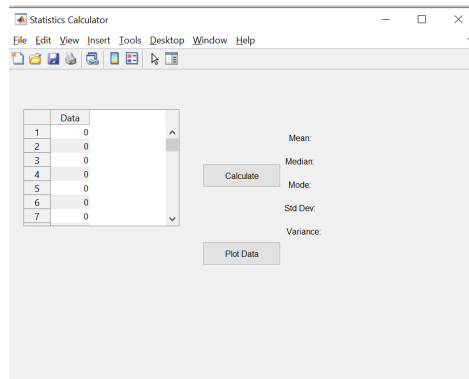 Statistics Calculator
File Edit View Insert Tools Desktop Window Help
Data
1 0
2 0
3 0
4 0
5 0
6 0
7 0
Calculate
Plot Data
Mean:
Median:
Mode:
Std Dev:
Variance: